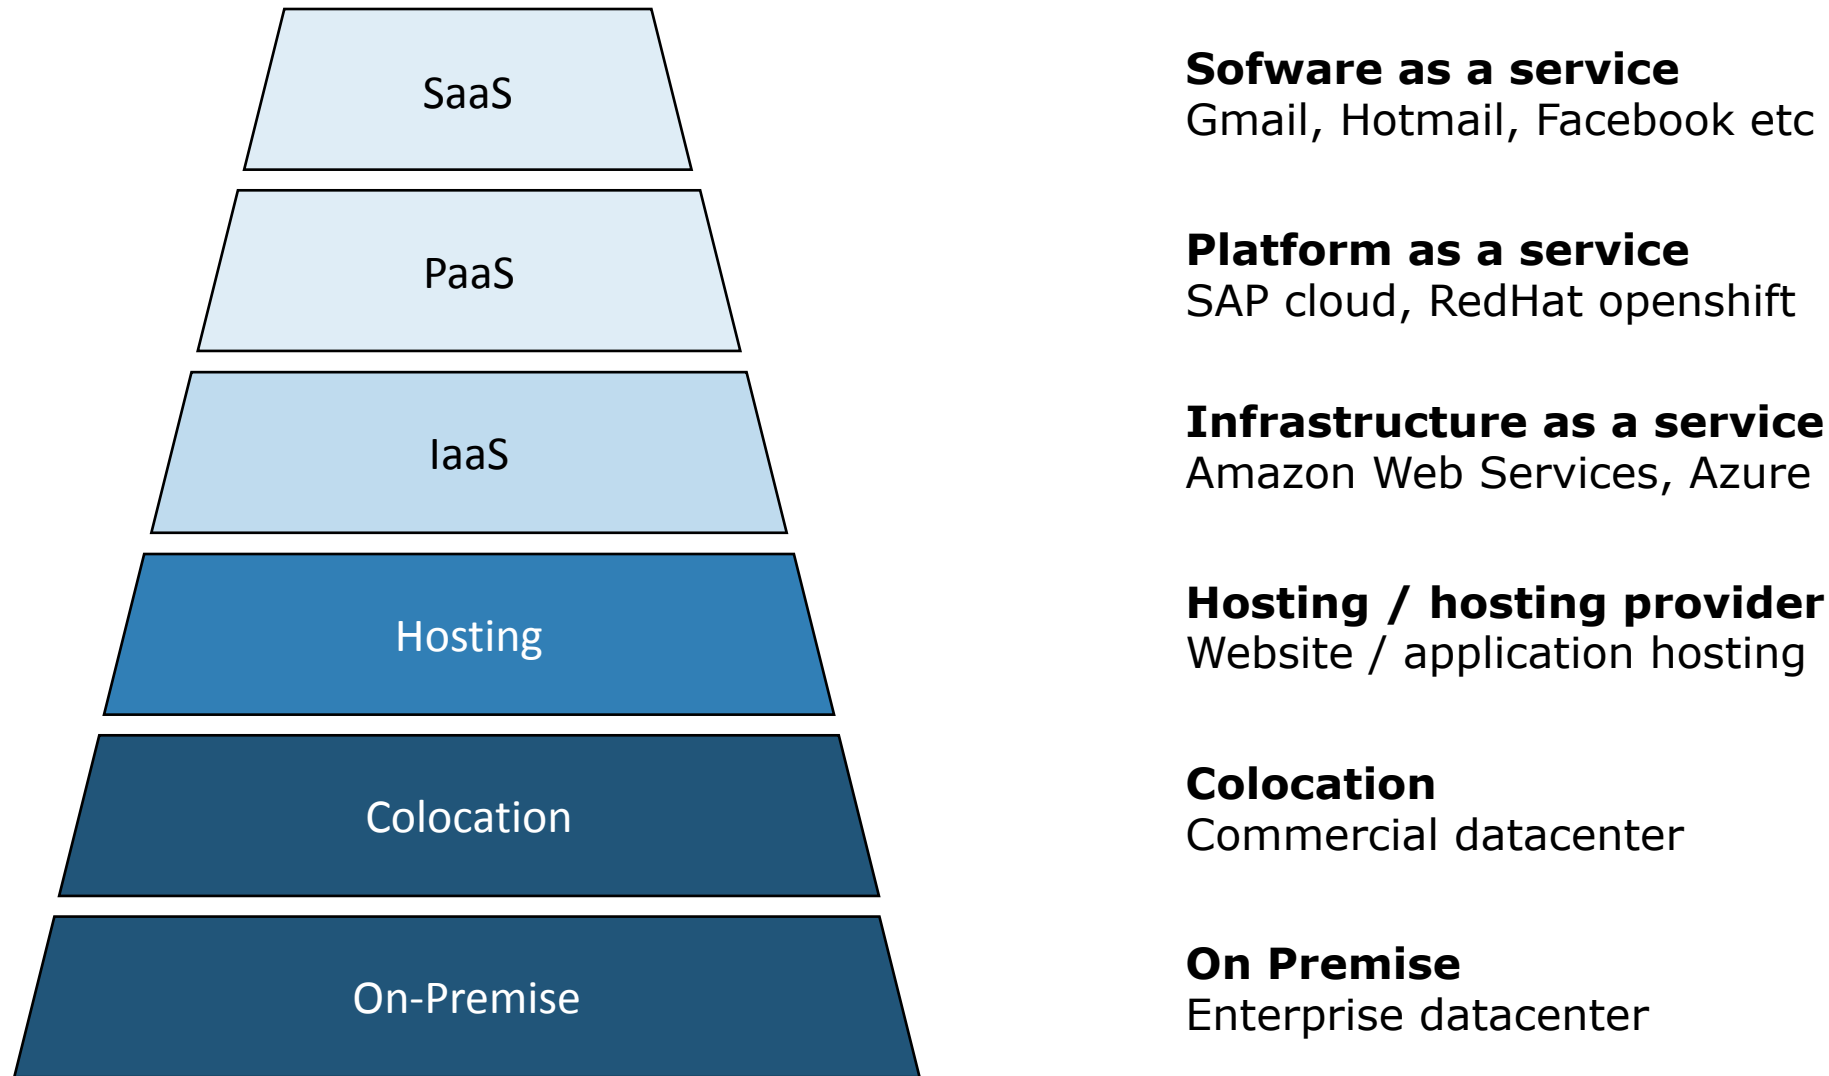 SaaS
Sofware as a service
Gmail, Hotmail, Facebook etc
PaaS
Platform as a service
SAP cloud, RedHat openshift
IaaS
Infrastructure as a service
Amazon Web Services, Azure
Hosting
Hosting / hosting provider
Website / application hosting
Colocation
Colocation
Commercial datacenter
On-Premise
On Premise
Enterprise datacenter